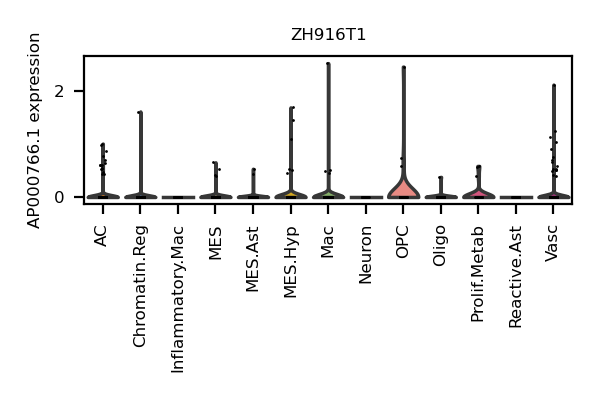 ZH916T1
AP000766.1 expression
2
0
AC
Chromatin.Reg
Inflammatory.Mac
MES
MES.Ast
MES.Hyp
Mac
Neuron
OPC
Oligo
Prolif.Metab
Reactive.Ast
Vasc